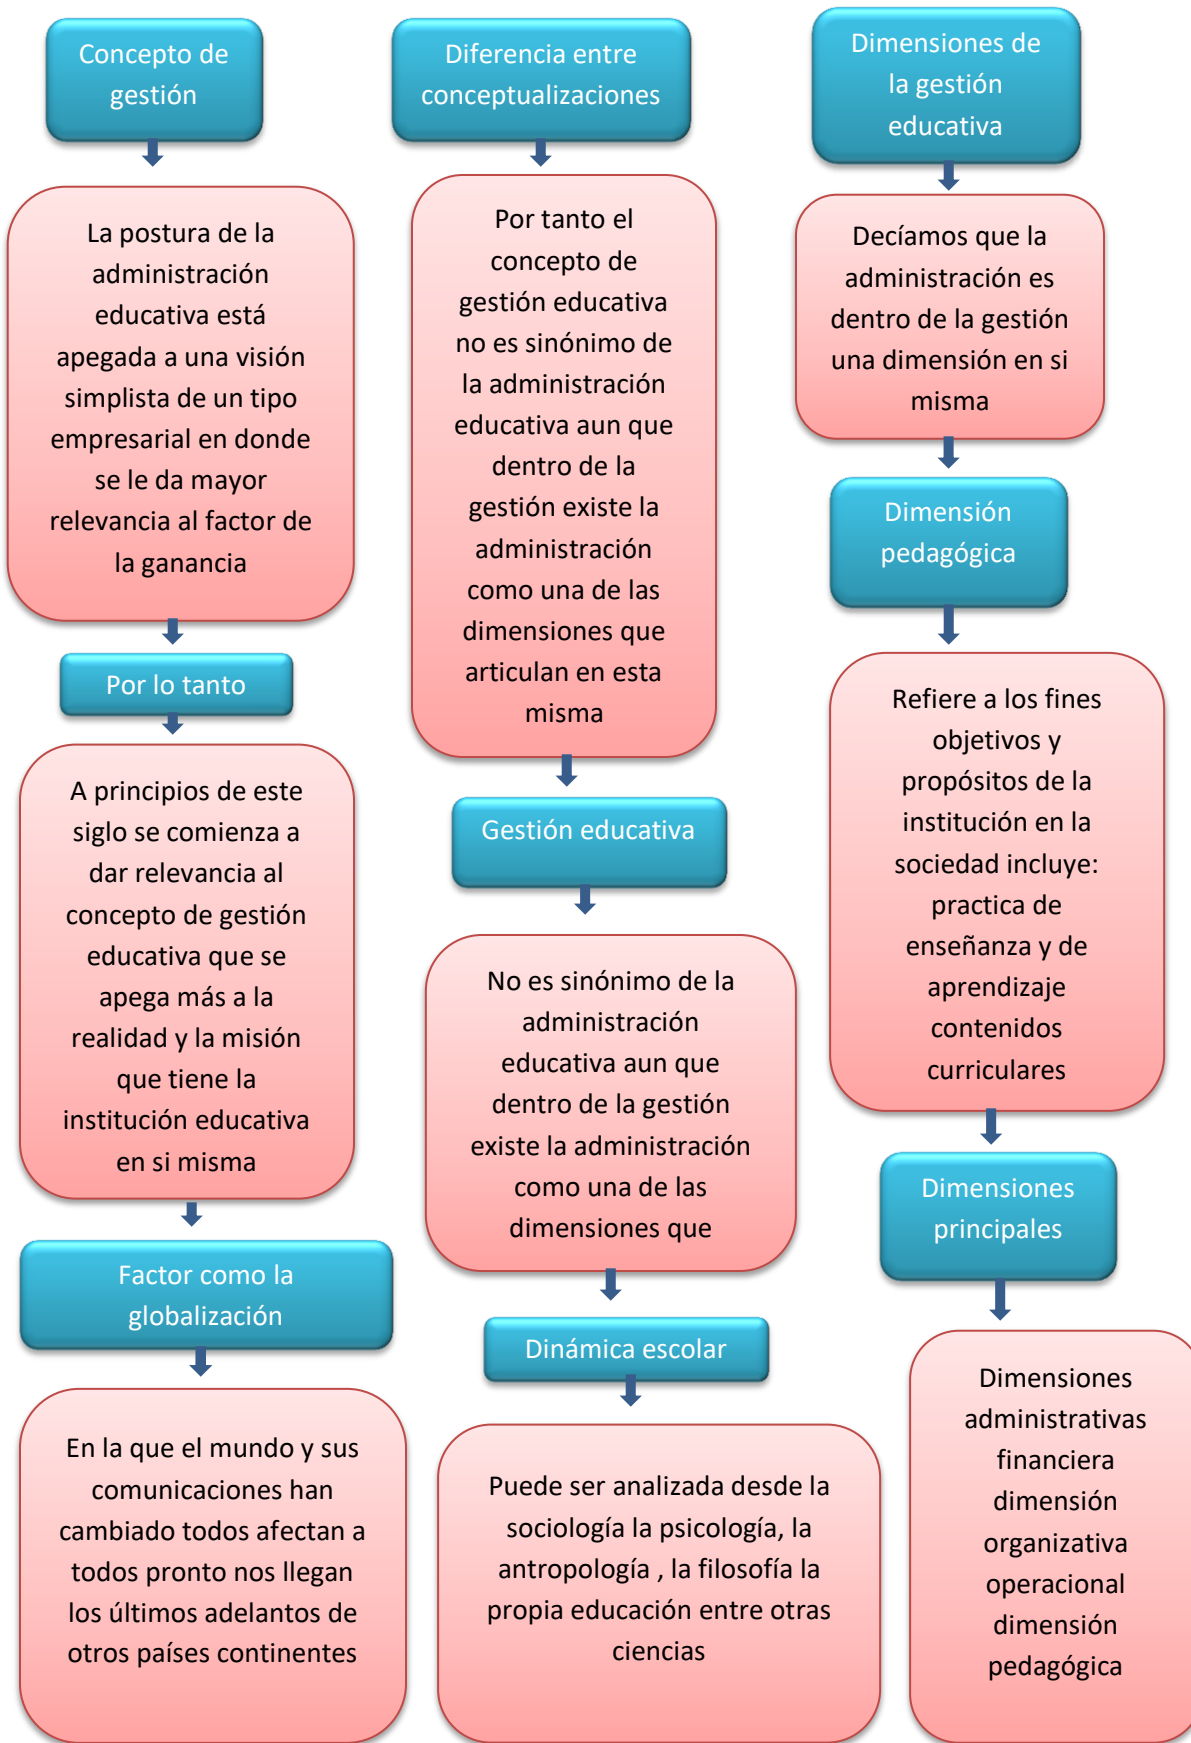 Concepto de
gestión
La postura de la
administración
educativa está
apegada a una visión
simplista de un tipo
empresarial en donde
se le da mayor
relevancia al factor de
la ganancia
Por lo tanto
A principios de este
siglo se comienza a
dar relevancia al
concepto de gestión
educativa que se
apega más a la
realidad y la misión
que tiene la
institución educativa
en si misma
Factor como la
globalización
En la que el mundo y sus
comunicaciones han
cambiado todos afectan a
todos pronto nos llegan
los últimos adelantos de
otros países continentes
Diferencia entre
conceptualizaciones
Por tanto el
concepto de
gestión educativa
no es sinónimo de
la administración
educativa aun que
dentro de la
gestión existe la
administración
como una de las
dimensiones que
articulan en esta
misma
Gestión educativa
No es sinónimo de la
administración
educativa aun que
dentro de la gestión
existe la administración
como una de las
dimensiones que
Dinámica escolar
Puede ser analizada desde la
sociología la psicología, la
antropología , la filosofía la
propia educación entre otras
ciencias
Dimensiones de
la gestión
educativa
Decíamos que la
administración es
dentro de la gestión
una dimensión en si
misma
Dimensión
pedagógica
Refiere a los fines
objetivos y
propósitos de la
institución en la
sociedad incluye:
practica de
enseñanza y de
aprendizaje
contenidos
curriculares
Dimensiones
principales
Dimensiones
administrativas
financiera
dimensión
organizativa
operacional
dimensión
pedagógica